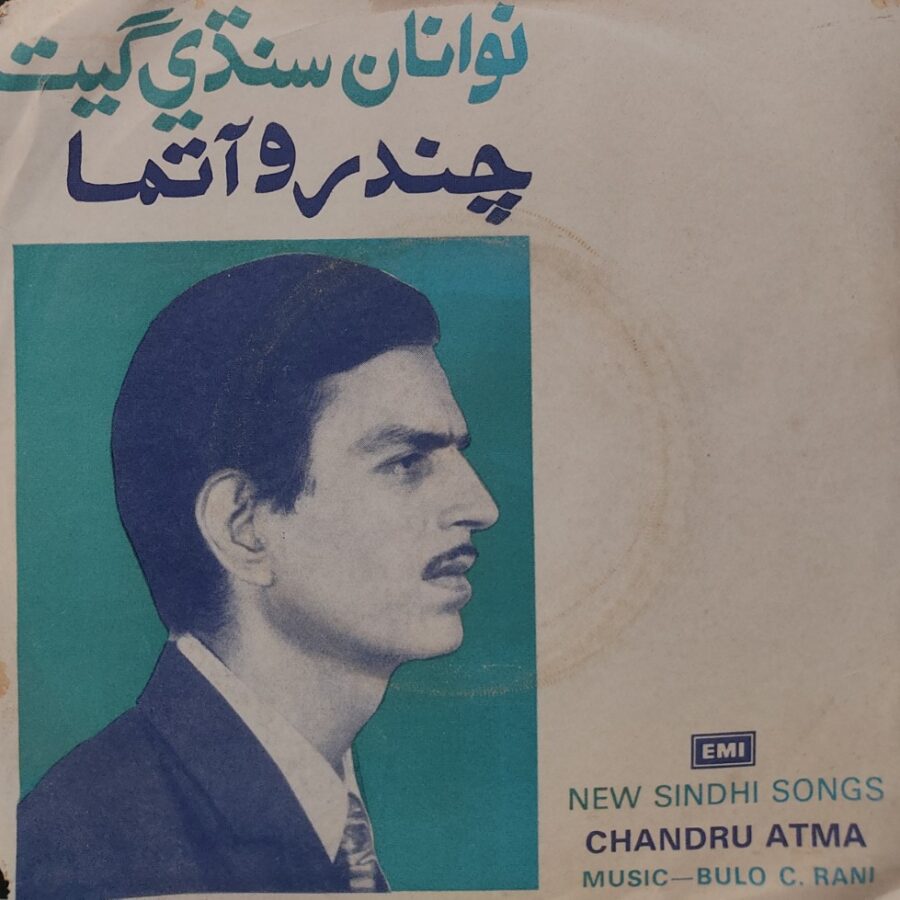 نوانان سنڌي گيت
چندرو آتما
EMI
NEW SINDHI SONGS
CHANDRU ATMA
MUSIC—BULO C. RANI